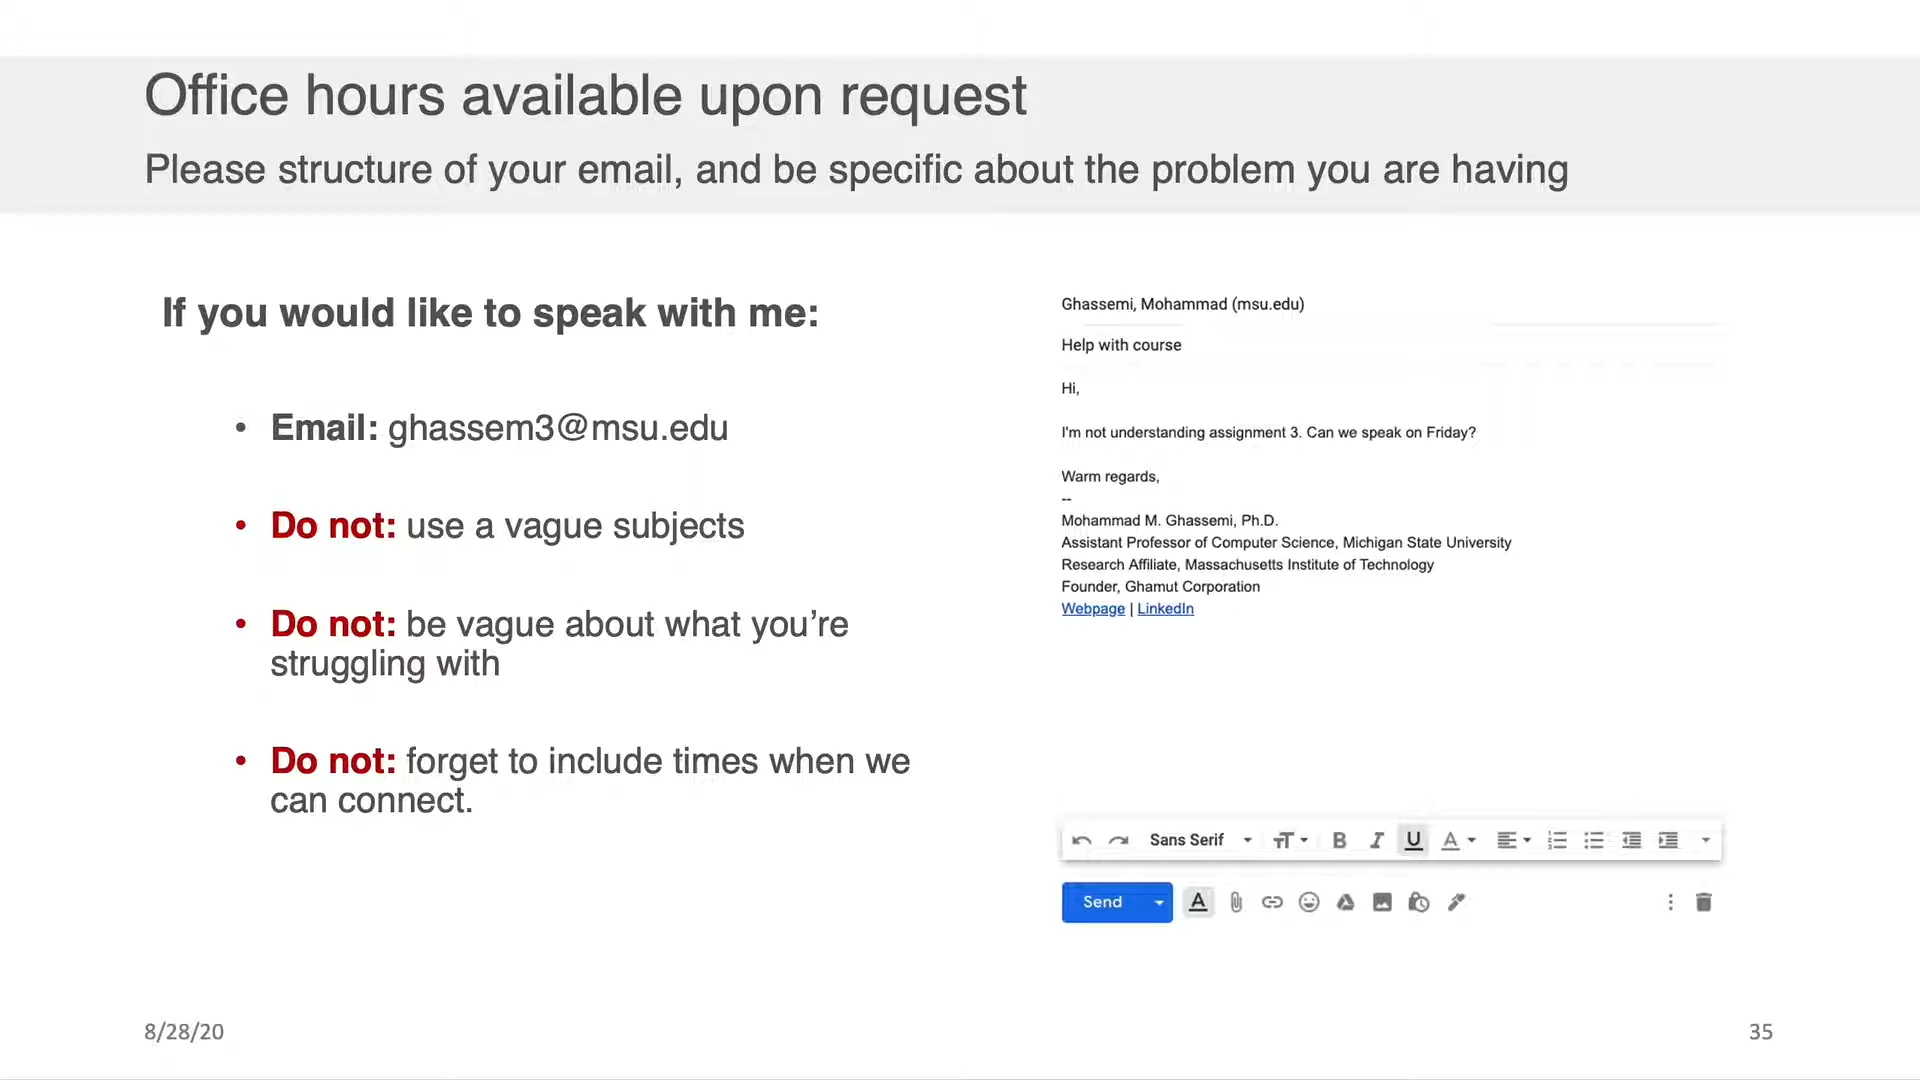 Office hours available upon request
Please structure of your email, and be specific about the problem you are having
If you would like to speak with me:
• Email: ghassem3@msu.edu
• Do not: use a vague subjects
• Do not: be vague about what you’re
struggling with
• Do not: forget to include times when we
can connect.
Ghassemi, Mohammad (msu.edu)
Help with course
Hi,
I'm not understanding assignment 3. Can we speak on Friday?
Warm regards,
--
Mohammad M. Ghassemi, Ph.D.
Assistant Professor of Computer Science, Michigan State University
Research Affiliate, Massachusetts Institute of Technology
Founder, Ghamut Corporation
Webpage | LinkedIn
Sans Serif
Send
8/28/20
35